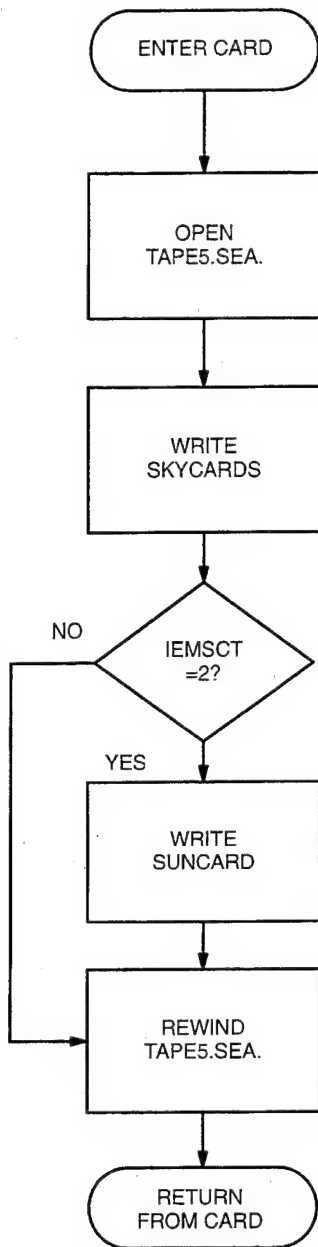 ENTER CARD
OPEN
TAPE5.SEA.
WRITE
SKYCARDS
NO
IEMSCT
=2?
YES
WRITE
SUNCARD
REWIND
TAPE5.SEA.
RETURN
FROM CARD